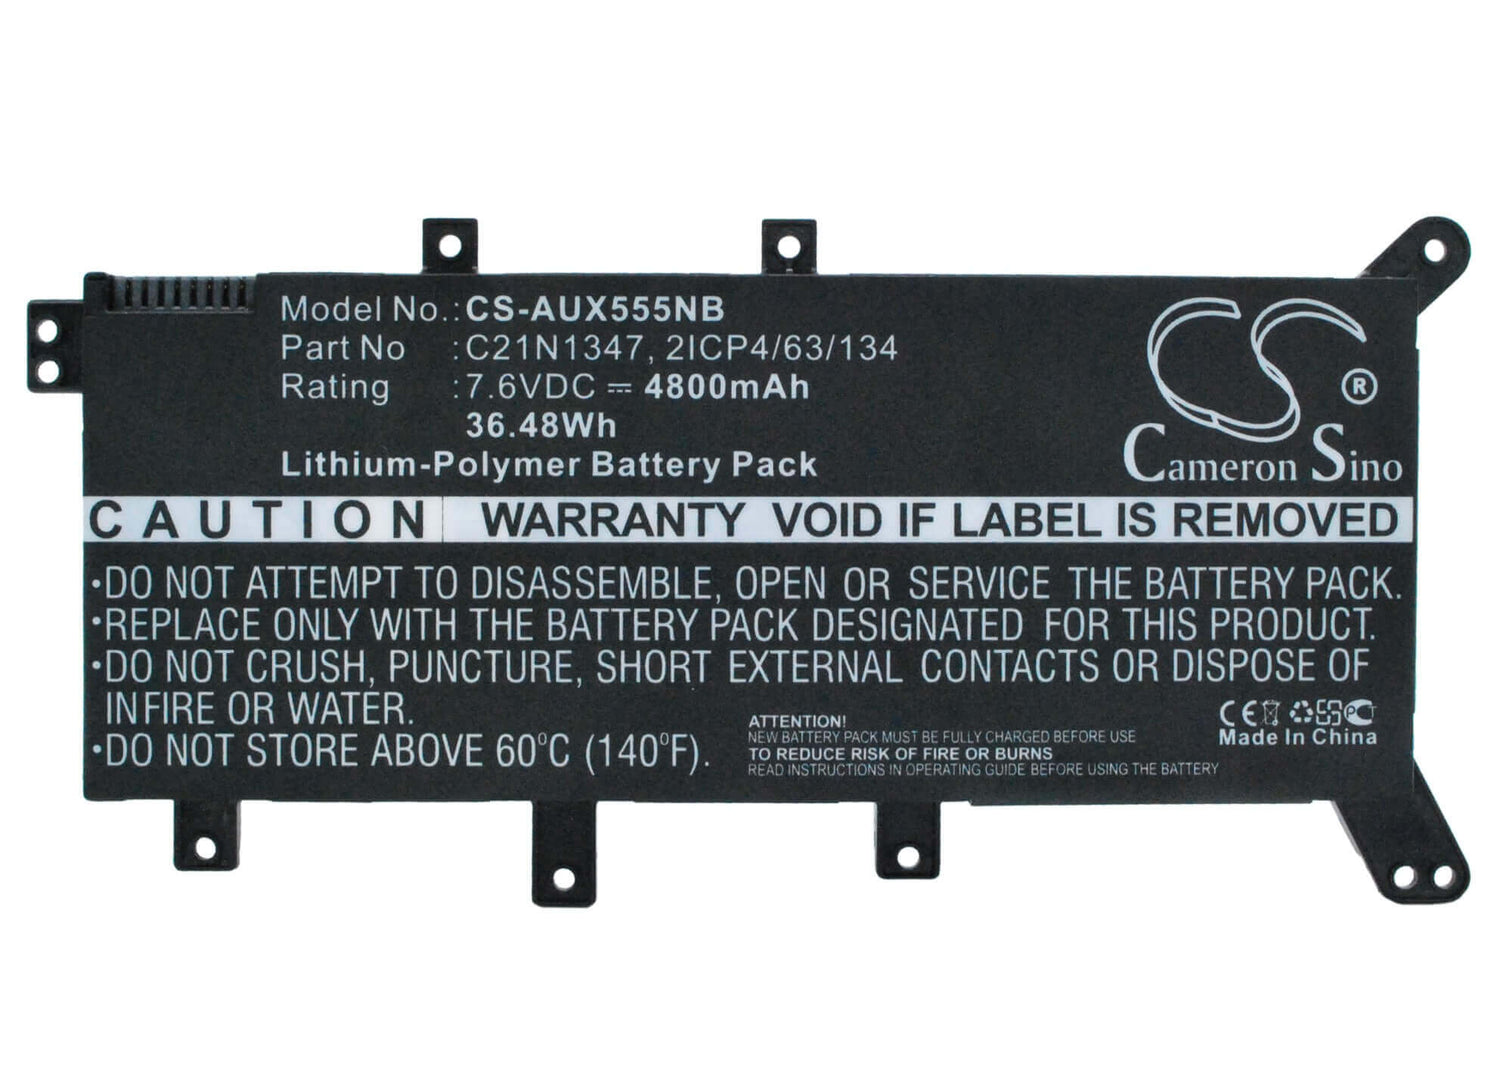 Model No.: CS-AUX555NB
Part No : C21N1347, 2ICP4/63/134
Rating : 7.6VDC ⎓ 4800mAh
36.48Wh
Lithium-Polymer Battery Pack
CS ®
Cameron Sino
CAUTION WARRANTY VOID IF LABEL IS REMOVED
•DO NOT ATTEMPT TO DISASSEMBLE, OPEN OR SERVICE THE BATTERY PACK.
•REPLACE ONLY WITH THE BATTERY PACK DESIGNATED FOR THIS PRODUCT.
•DO NOT CRUSH, PUNCTURE, SHORT EXTERNAL CONTACTS OR DISPOSE OF
IN FIRE OR WATER.
•DO NOT STORE ABOVE 60°C (140°F).
ATTENTION!
NEW BATTERY PACK MUST BE FULLY CHARGED BEFORE USE
TO REDUCE RISK OF FIRE OR BURNS
READ INSTRUCTIONS IN OPERATING GUIDE BEFORE USING THE BATTERY
CE
Made In China